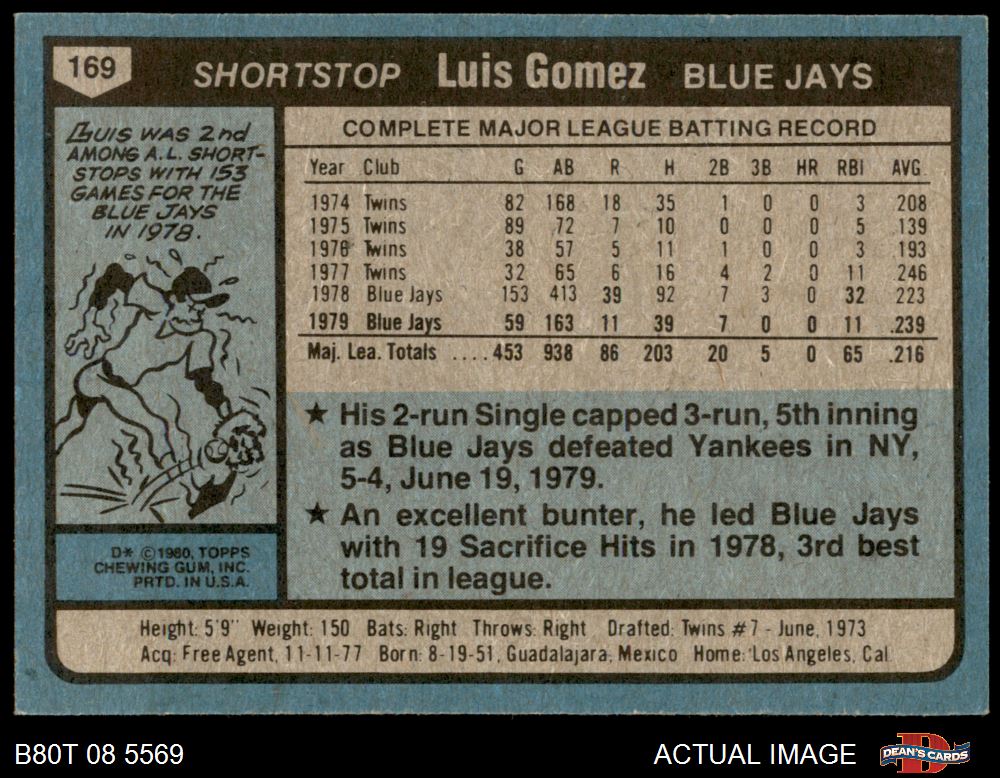 169
SHORTSTOP Luis Gomez BLUE JAYS
LUIS WAS 2nd
AMONG A.L. SHORT-
STOPS WITH 153
GAMES FOR THE
BLUE JAYS
IN 1978.
COMPLETE MAJOR LEAGUE BATTING RECORD
Year Club G AB R H 2B 3B HR RBI AVG.
1974 Twins 82 168 18 35 1 0 0 3 .208
1975 Twins 89 72 7 10 0 0 0 5 .139
1976 Twins 38 57 5 11 1 0 0 3 .193
1977 Twins 32 65 6 16 4 2 0 11 .246
1978 Blue Jays 153 413 39 92 7 3 0 32 .223
1979 Blue Jays 59 163 11 39 7 0 0 11 .239
Maj. Lea. Totals ....453 938 86 203 20 5 0 65 .216
★ His 2-run Single capped 3-run, 5th inning
as Blue Jays defeated Yankees in NY,
5-4, June 19, 1979.
★ An excellent bunter, he led Blue Jays
with 19 Sacrifice Hits in 1978, 3rd best
total in league.
D* ©1980, TOPPS
CHEWING GUM, INC.
PRTD. IN U.S.A.
Height: 5'9" Weight: 150 Bats: Right Throws: Right Drafted: Twins #7 - June, 1973
Acq: Free Agent, 11-11-77 Born: 8-19-51, Guadalajara, Mexico Home: Los Angeles, Cal.
B80T 08 5569
ACTUAL IMAGE
D
DEAN'S CARDS